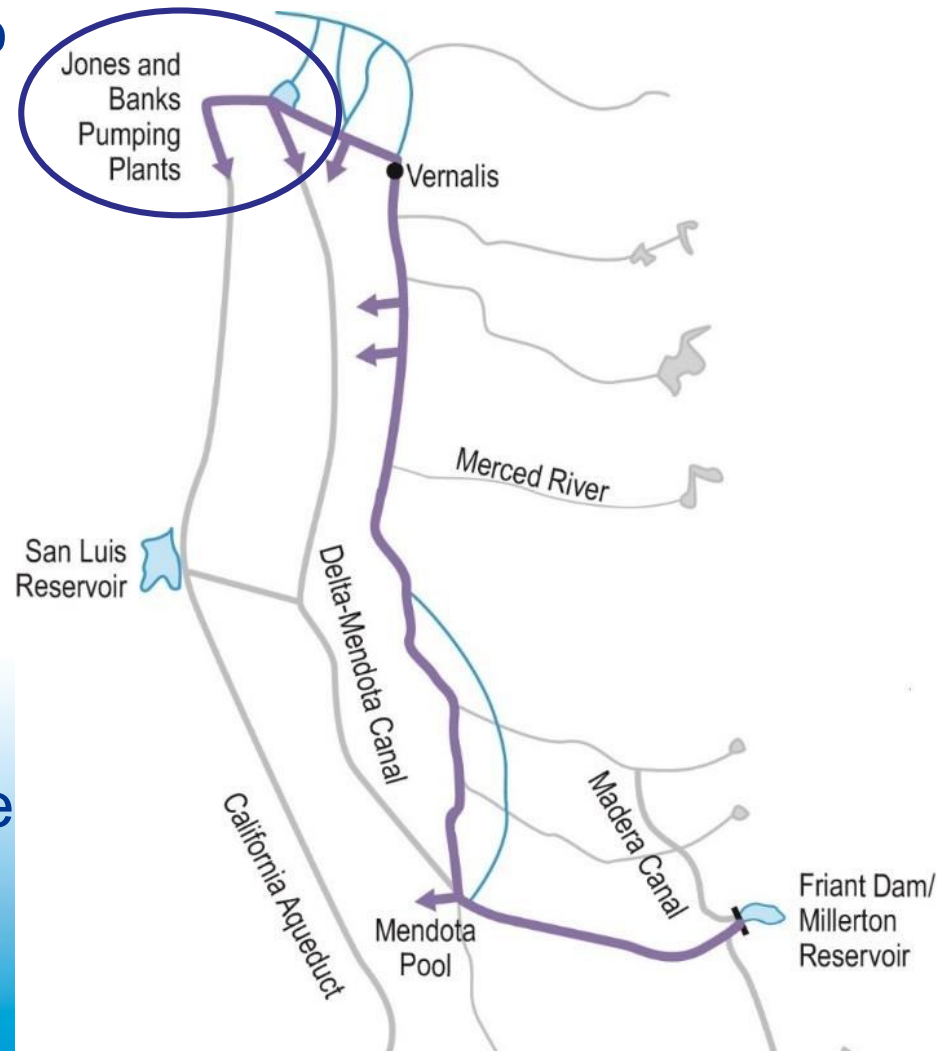 Jones and
Banks
Pumping
Plants
Vernalis
Merced River
San Luis
Reservoir
Delta-Mendota Canal
Madera Canal
California Aqueduct
Friant Dam/
Millerton
Reservoir
Mendota
Pool